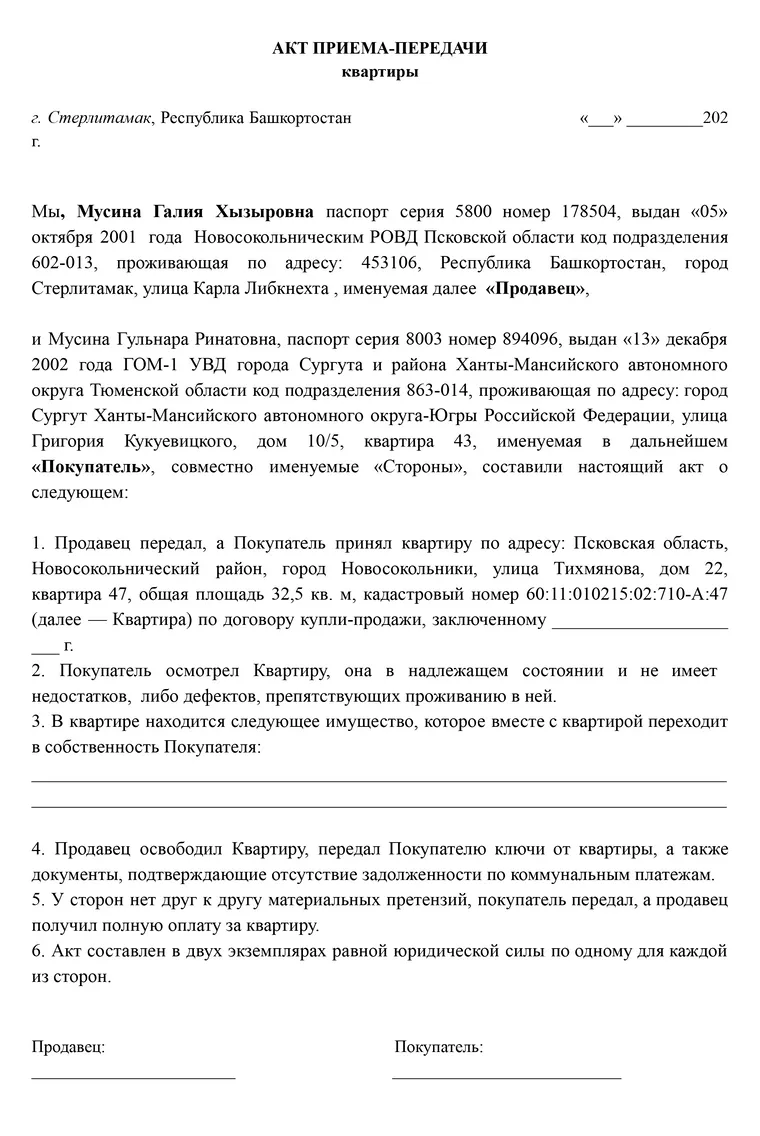 АКТ ПРИЕМА-ПЕРЕДАЧИ
квартиры
г. Стерлитамак, Республика Башкортостан «___» _________202
г.
Мы, Мусина Галия Хызыровна паспорт серия 5800 номер 178504, выдан «05»
октября 2001 года Новосокольническим РОВД Псковской области код подразделения
602-013, проживающая по адресу: 453106, Республика Башкортостан, город
Стерлитамак, улица Карла Либкнехта , именуемая далее «Продавец»,
и Мусина Гульнара Ринатовна, паспорт серия 8003 номер 894096, выдан «13» декабря
2002 года ГОМ-1 УВД города Сургута и района Ханты-Мансийского автономного
округа Тюменской области код подразделения 863-014, проживающая по адресу: город
Сургут Ханты-Мансийского автономного округа-Югры Российской Федерации, улица
Григория Кукуевицкого, дом 10/5, квартира 43, именуемая в дальнейшем
«Покупатель», совместно именуемые «Стороны», составили настоящий акт о
следующем:
1. Продавец передал, а Покупатель принял квартиру по адресу: Псковская область,
Новосокольнический район, город Новосокольники, улица Тихмянова, дом 22,
квартира 47, общая площадь 32,5 кв. м, кадастровый номер 60:11:010215:02:710-А:47
(далее — Квартира) по договору купли-продажи, заключенному _____________________
___ г.
2. Покупатель осмотрел Квартиру, она в надлежащем состоянии и не имеет
недостатков, либо дефектов, препятствующих проживанию в ней.
3. В квартире находится следующее имущество, которое вместе с квартирой переходит
в собственность Покупателя:
4. Продавец освободил Квартиру, передал Покупателю ключи от квартиры, а также
документы, подтверждающие отсутствие задолженности по коммунальным платежам.
5. У сторон нет друг к другу материальных претензий, покупатель передал, а продавец
получил полную оплату за квартиру.
6. Акт составлен в двух экземплярах равной юридической силы по одному для каждой
из сторон.
Продавец: Покупатель: